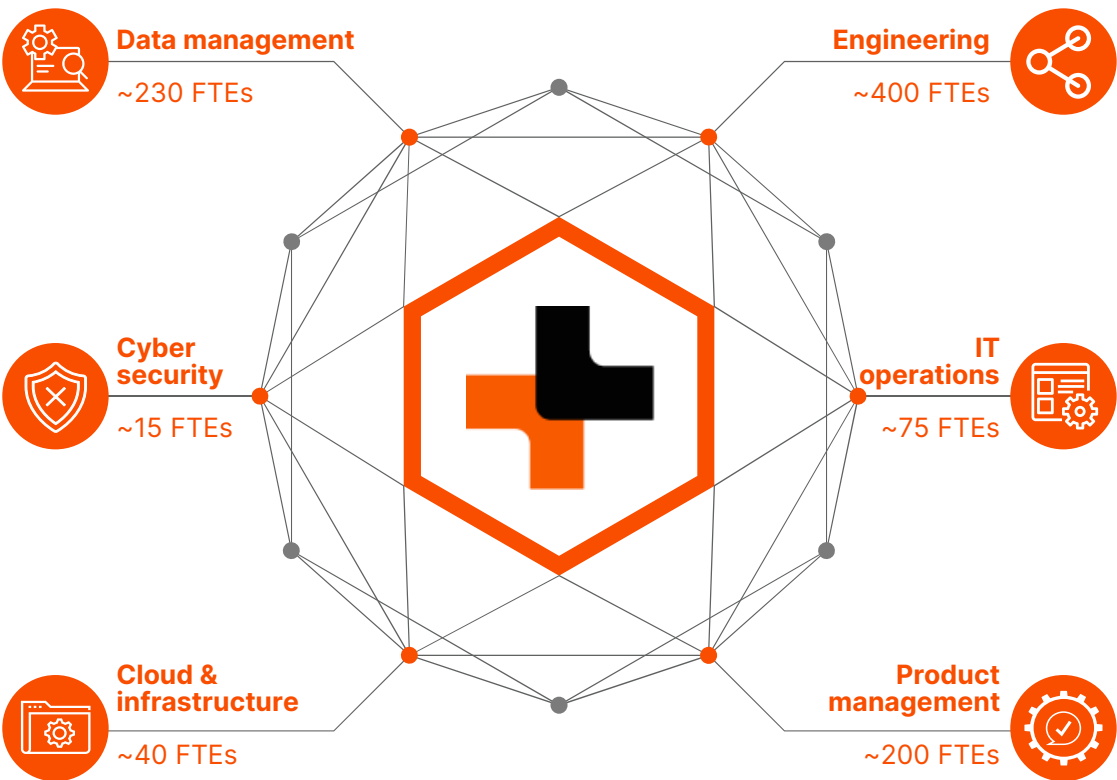 Data management
~230 FTEs
Engineering
~400 FTEs
Cyber
security
~15 FTEs
IT
operations
~75 FTEs
Cloud &
infrastructure
~40 FTEs
Product
management
~200 FTEs